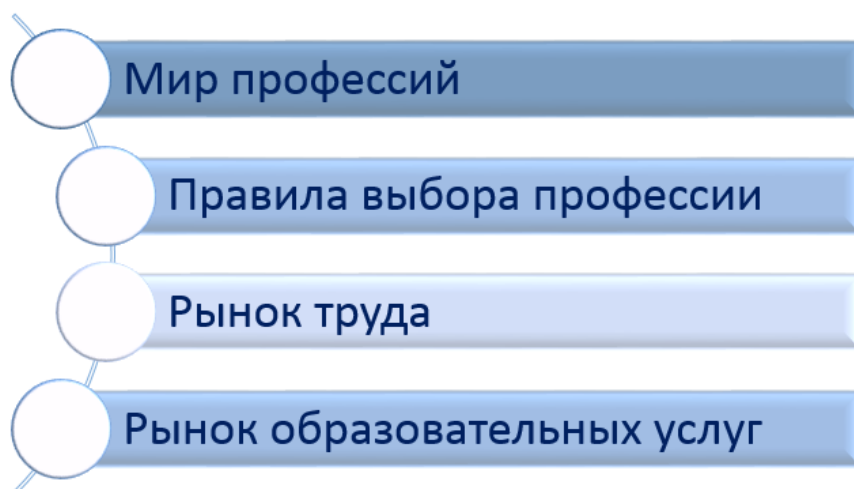 Мир профессий
Правила выбора профессии
Рынок труда
Рынок образовательных услуг